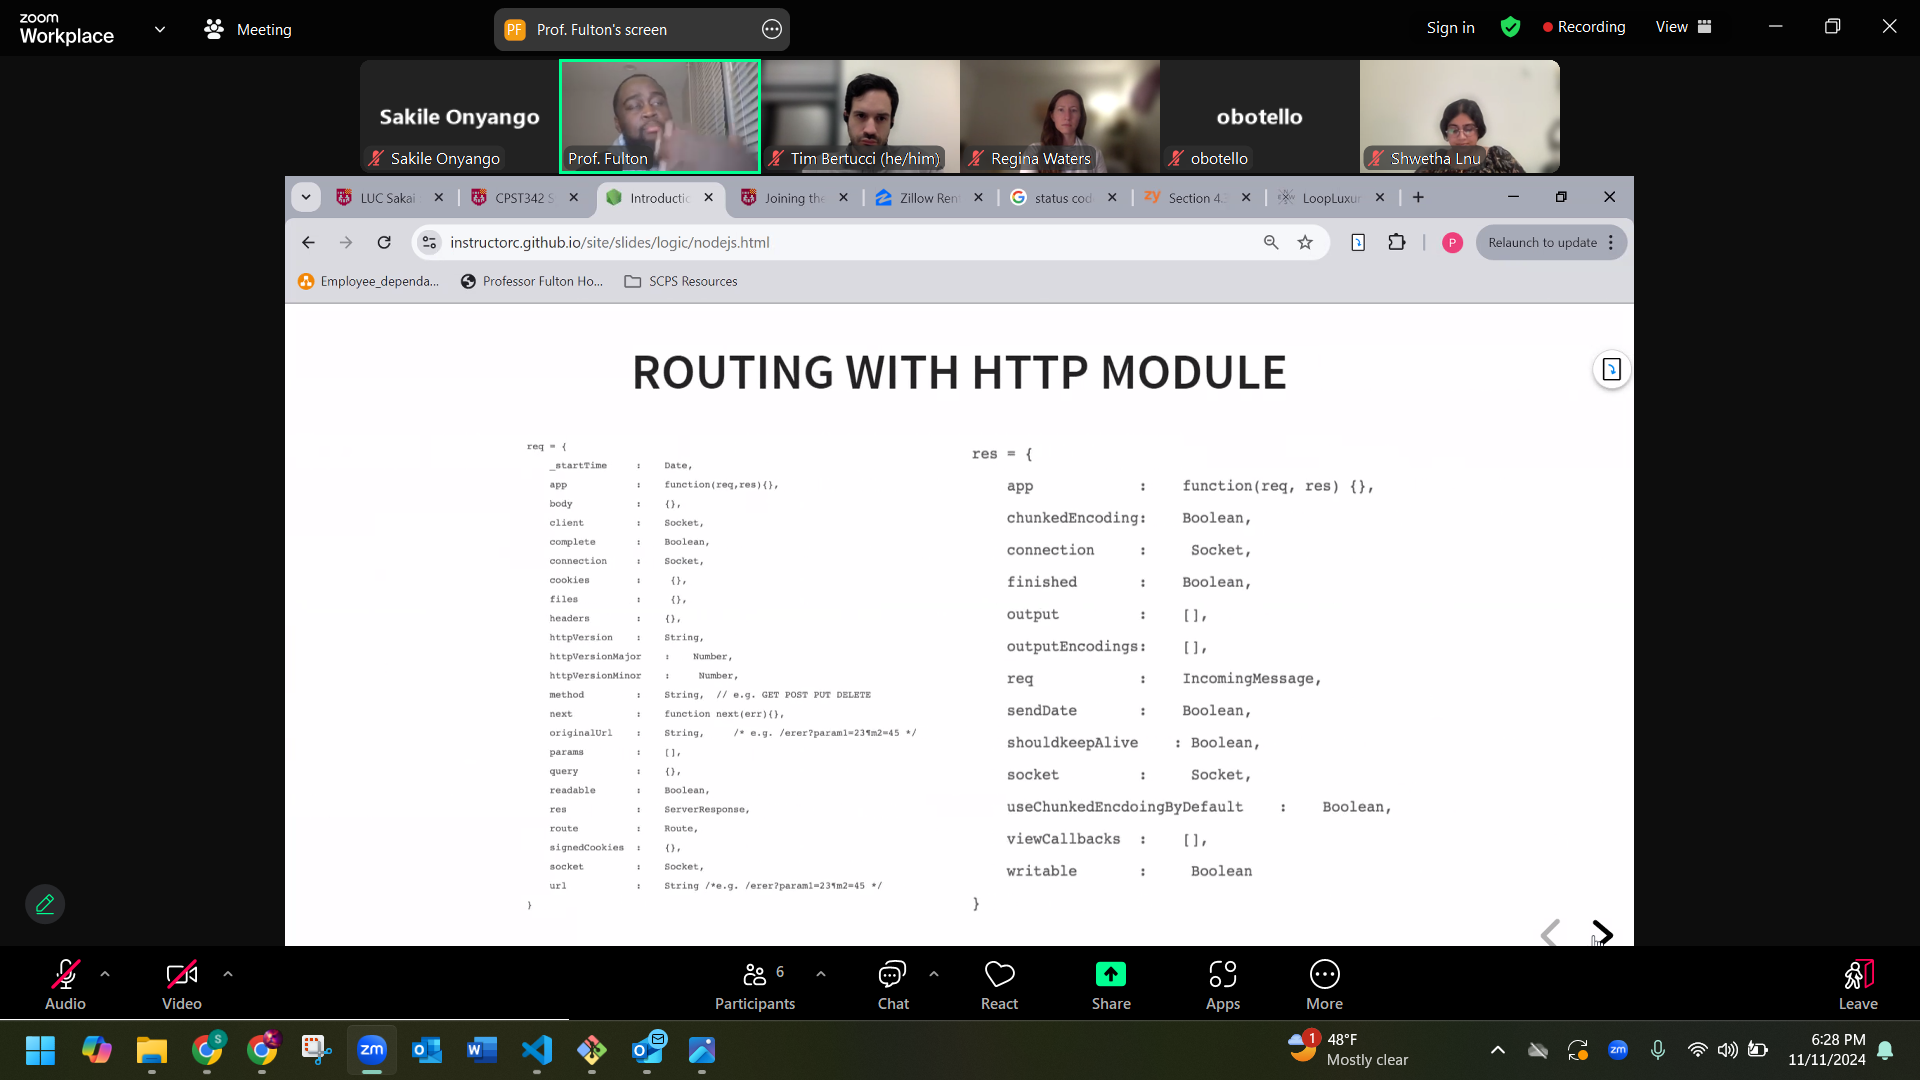 zoom
Workplace
Meeting
PF Prof. Fulton's screen
Sign in
Recording
View
Sakile Onyango
Sakile Onyango
Prof. Fulton
Tim Bertucci (he/him)
Regina Waters
obotello
obotello
Shwetha Lnu
LUC Sakai
CPST342 S
Introductio
Joining the
Zillow Ren
status cod
zy Section 4.3
LoopLuxur
instructorc.github.io/site/slides/logic/nodejs.html
P
Relaunch to update
Employee_dependa...
Professor Fulton Ho...
SCPS Resources
ROUTING WITH HTTP MODULE
req = {
_startTime : Date,
app : function(req,res){},
body : {},
client : Socket,
complete : Boolean,
connection : Socket,
cookies : {},
files : {},
headers : {},
httpVersion : String,
httpVersionMajor : Number,
httpVersionMinor : Number,
method : String, // e.g. GET POST PUT DELETE
next : function next(err){},
originalUrl : String, /* e.g. /erer?param1=23¶m2=45 */
params : [],
query : {},
readable : Boolean,
res : ServerResponse,
route : Route,
signedCookies : {},
socket : Socket,
url : String /*e.g. /erer?param1=23¶m2=45 */
}
res = {
app : function(req, res) {},
chunkedEncoding: Boolean,
connection : Socket,
finished : Boolean,
output : [],
outputEncodings: [],
req : IncomingMessage,
sendDate : Boolean,
shouldkeepAlive : Boolean,
socket : Socket,
useChunkedEncdoingByDefault : Boolean,
viewCallbacks : [],
writable : Boolean
}
Audio
Video
6
Participants
Chat
React
Share
Apps
More
Leave
S
zm
1
48°F
Mostly clear
zm
6:28 PM
11/11/2024